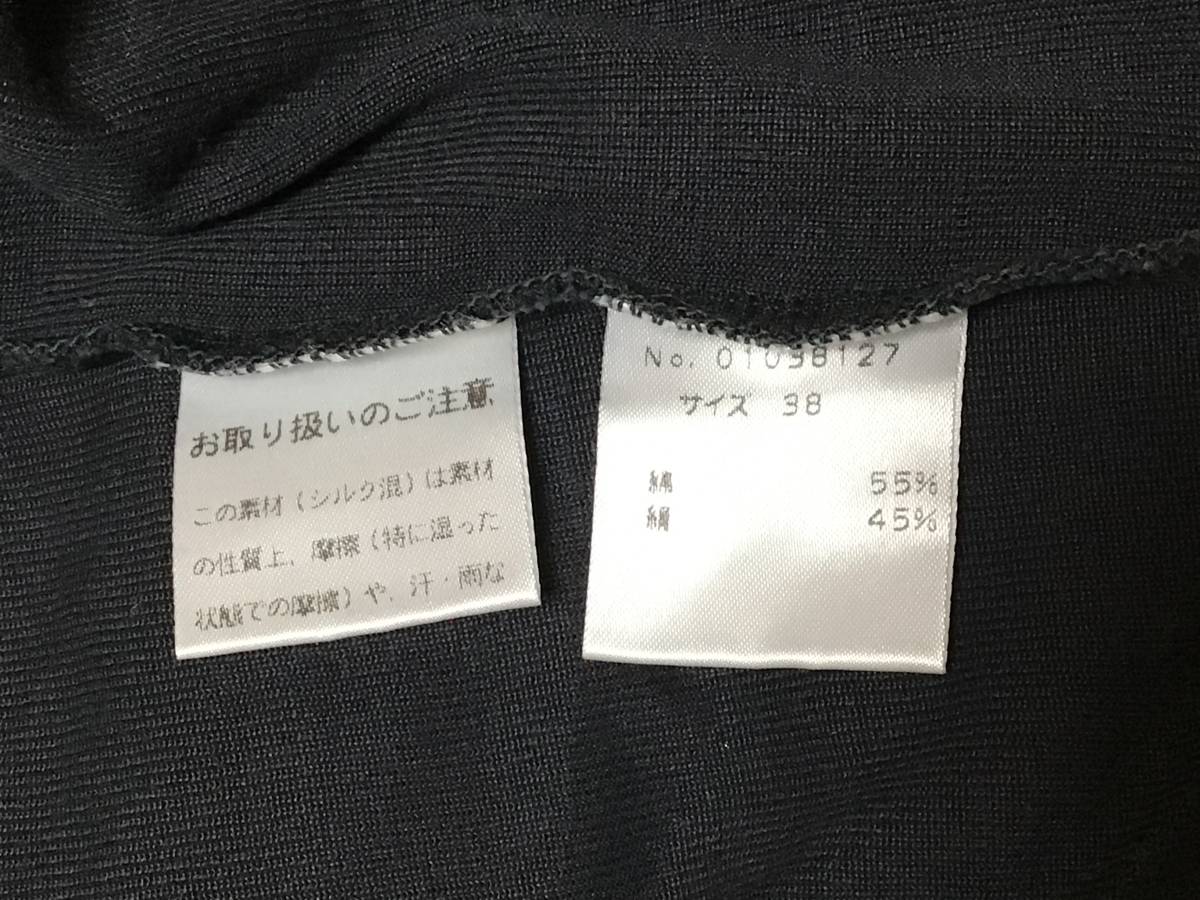 お取り扱いのご注意
この素材(シルク混)は素材
の性質上、摩擦(特に湿った
状態での摩擦)や、汗・雨な
No. 01038127
サイズ 38
綿 55%
絹 45%